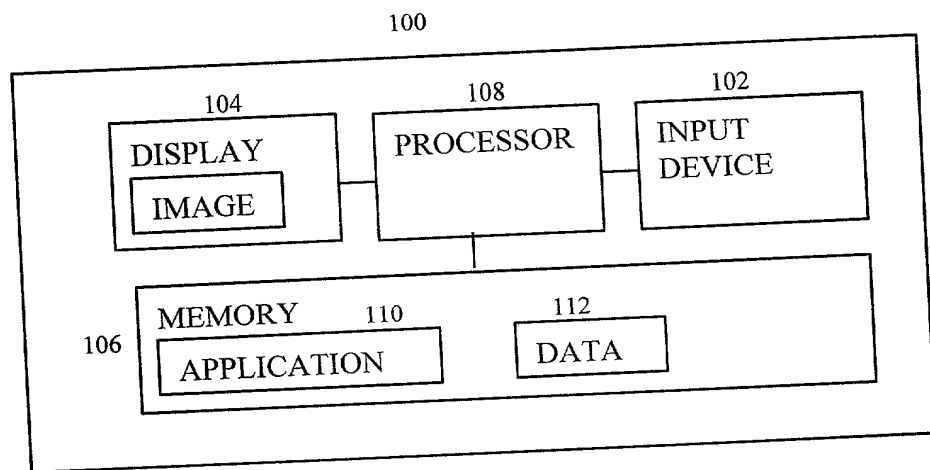 100
104
108
102
DISPLAY
PROCESSOR
INPUT
DEVICE
IMAGE
MEMORY
110
112
106
APPLICATION
DATA